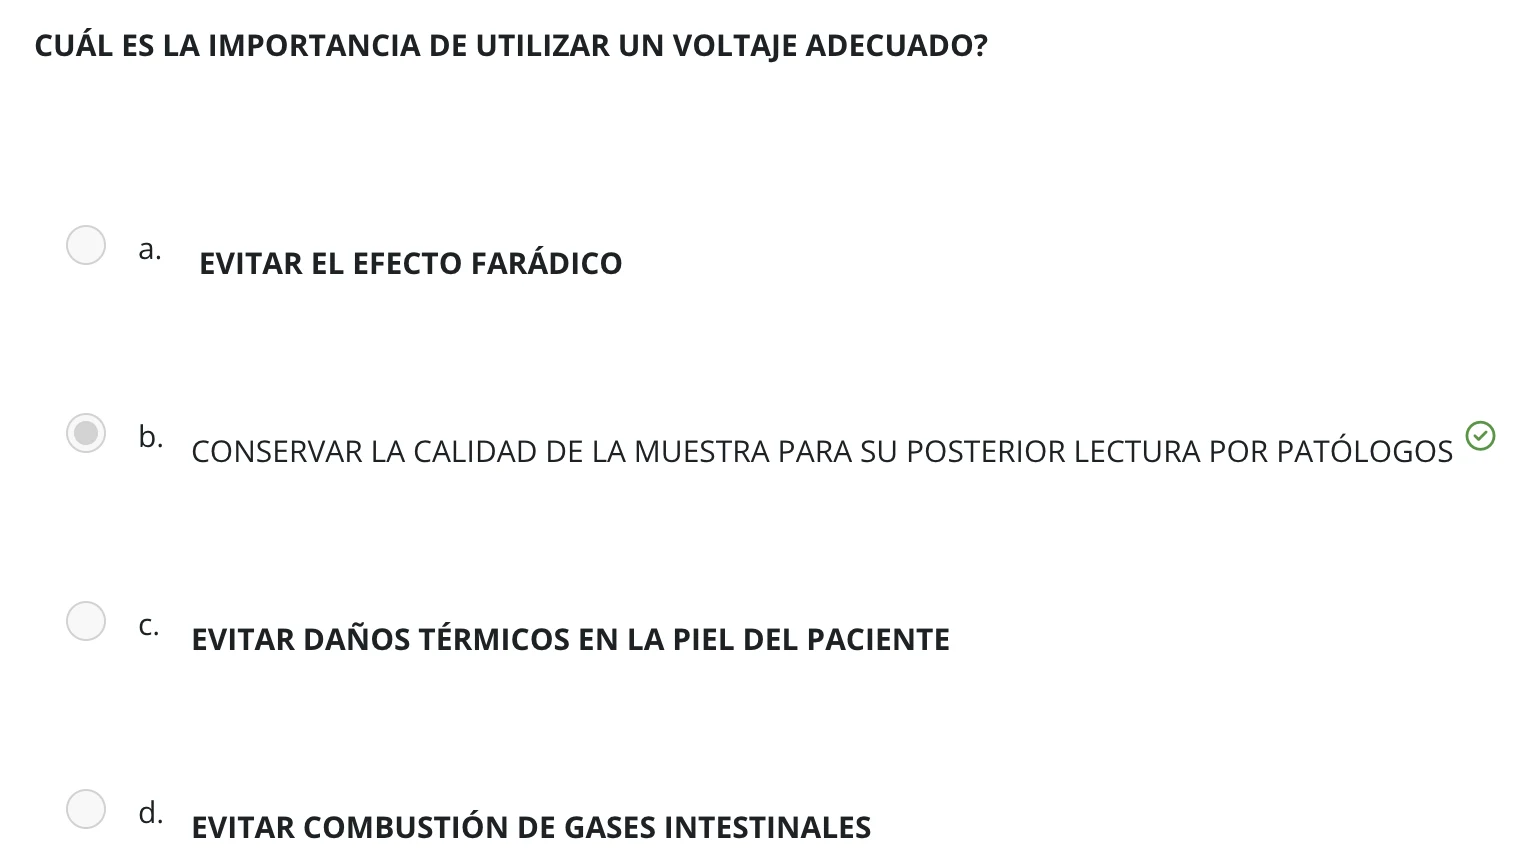 CUÁL ES LA IMPORTANCIA DE UTILIZAR UN VOLTAJE ADECUADO?
a. EVITAR EL EFECTO FARÁDICO
b. CONSERVAR LA CALIDAD DE LA MUESTRA PARA SU POSTERIOR LECTURA POR PATÓLOGOS
c. EVITAR DAÑOS TÉRMICOS EN LA PIEL DEL PACIENTE
d. EVITAR COMBUSTIÓN DE GASES INTESTINALES